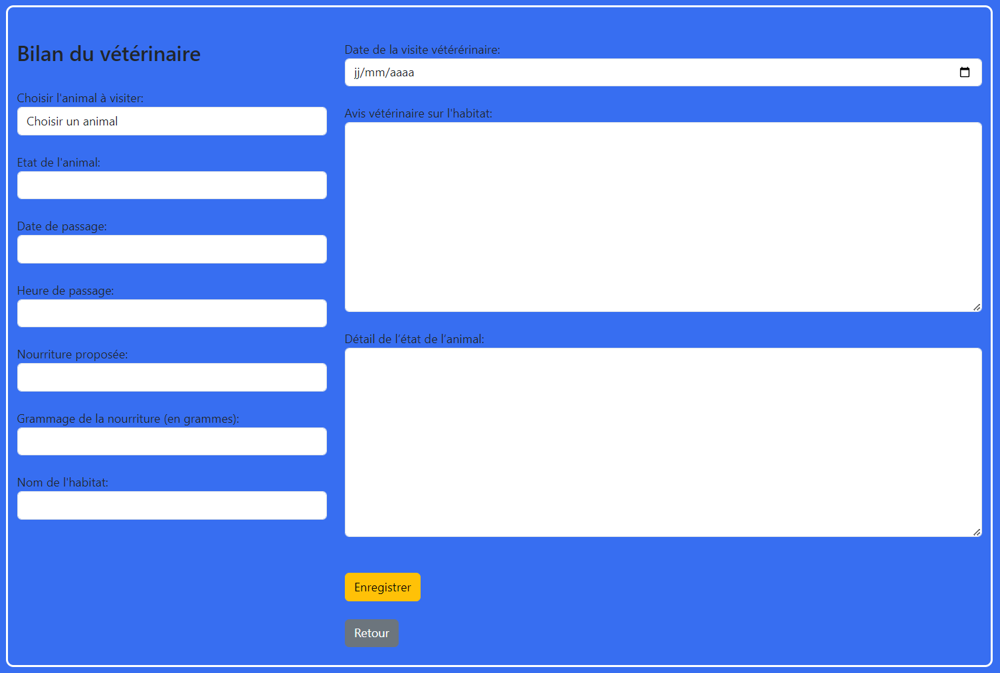 Bilan du vétérinaire
Choisir l'animal à visiter:
Choisir un animal
Etat de l'animal:
Date de passage:
Heure de passage:
Nourriture proposée:
Grammage de la nourriture (en grammes):
Nom de l'habitat:
Date de la visite vétérérinaire:
jj/mm/aaaa
Avis vétérinaire sur l'habitat:
Détail de l’état de l’animal:
Enregistrer
Retour